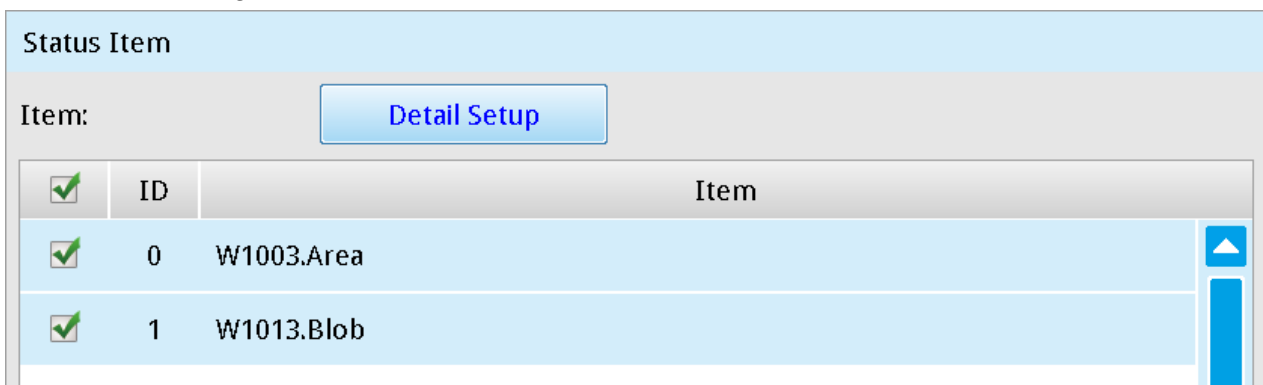 Status Item
Item: Detail Setup
ID Item
0 W1003.Area
1 W1013.Blob